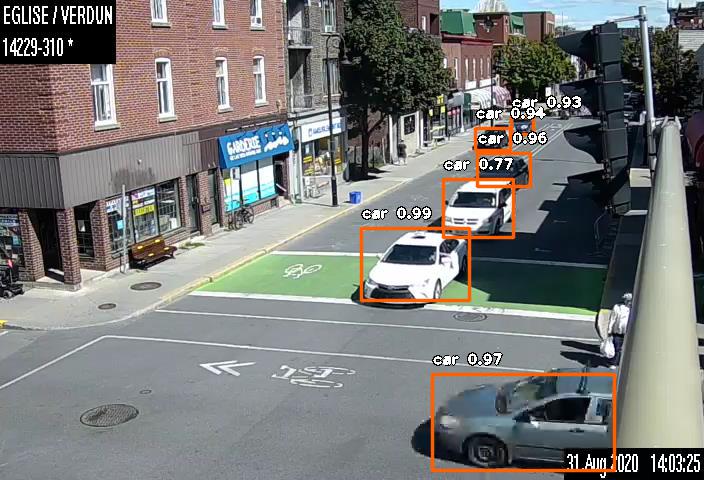 EGLISE / VERDUN
14229-310 *
car 0.93
car 0.94
car 0.96
car 0.77
car 0.99
GARDERIE
car 0.97
31 Aug 2020 14:03:25